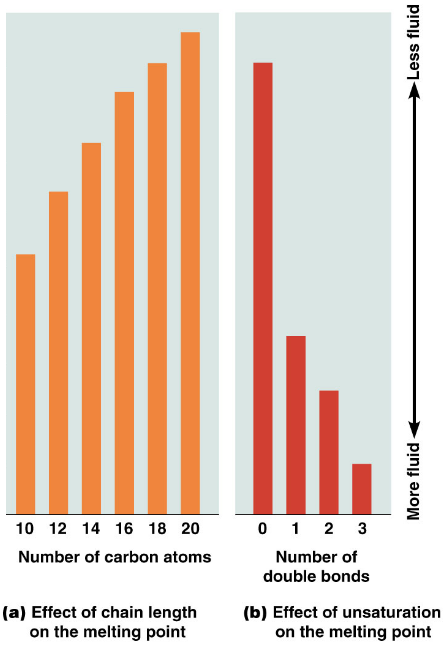 Less fluid
More fluid
10 12 14 16 18 20
Number of carbon atoms
0 1 2 3
Number of
double bonds
(a) Effect of chain length
on the melting point
(b) Effect of unsaturation
on the melting point